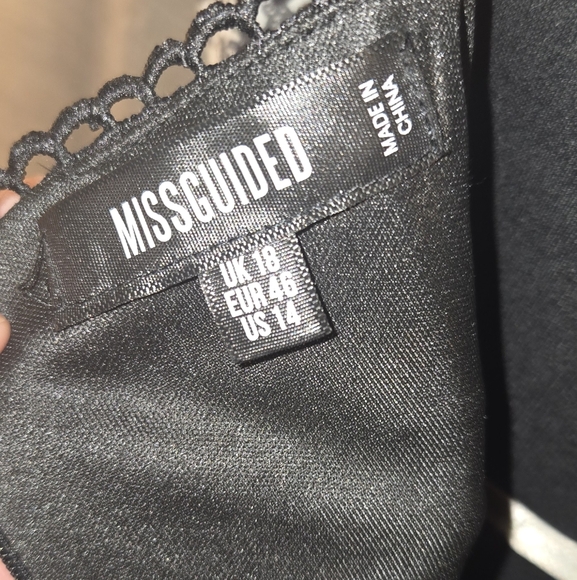 MISSGUIDED
MADE IN
CHINA
UK 18
EUR 46
US 14